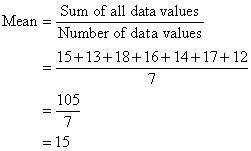 Mean = Sum of all data values / Number of data values
= 15+13+18+16+14+17+12 / 7
= 105 / 7
= 15